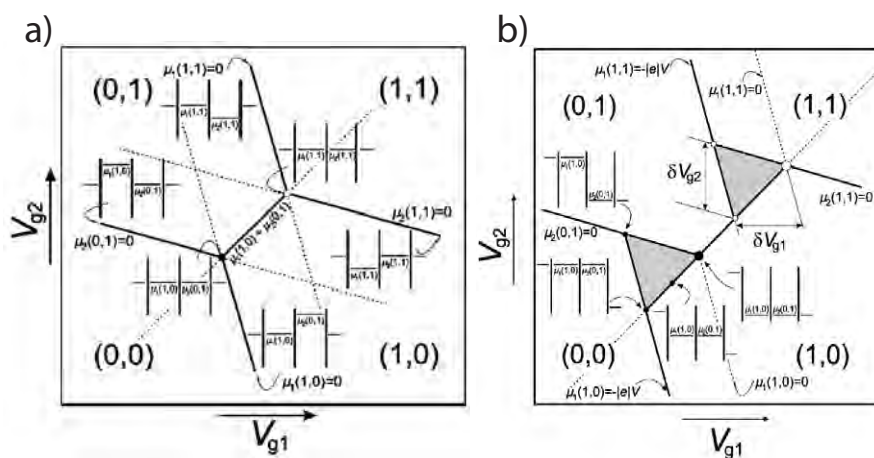 a)
μ₁(1,1)=0
(0,1)
(1,1)
μ₁(1,1)
μ₂(1,1)
μ₁(1,1)
μ₂(1,1)
μ₁(1,0)
μ₂(0,1)
μ₂(0,1)=0
μ₁(1,0) = μ₂(0,1)
μ₂(1,1)=0
μ₁(1,0)
μ₂(0,1)
μ₁(1,1)
μ₂(1,1)
μ₂(0,1)
μ₁(1,0)
(0,0)
(1,0)
μ₁(1,0)=0
Vg2
Vg1
b)
μ₁(1,1)=-|e|V
μ₁(1,1)=0
(0,1)
(1,1)
μ₁(1,0)
μ₂(0,1)
δVg2
μ₂(1,1)=0
μ₂(0,1)=0
δVg1
μ₁(1,0)
μ₂(0,1)
μ₁(1,0)
μ₂(0,1)
μ₁(1,0)
μ₂(0,1)
(0,0)
(1,0)
μ₁(1,0)=-|e|V
μ₁(1,0)=0
Vg2
Vg1